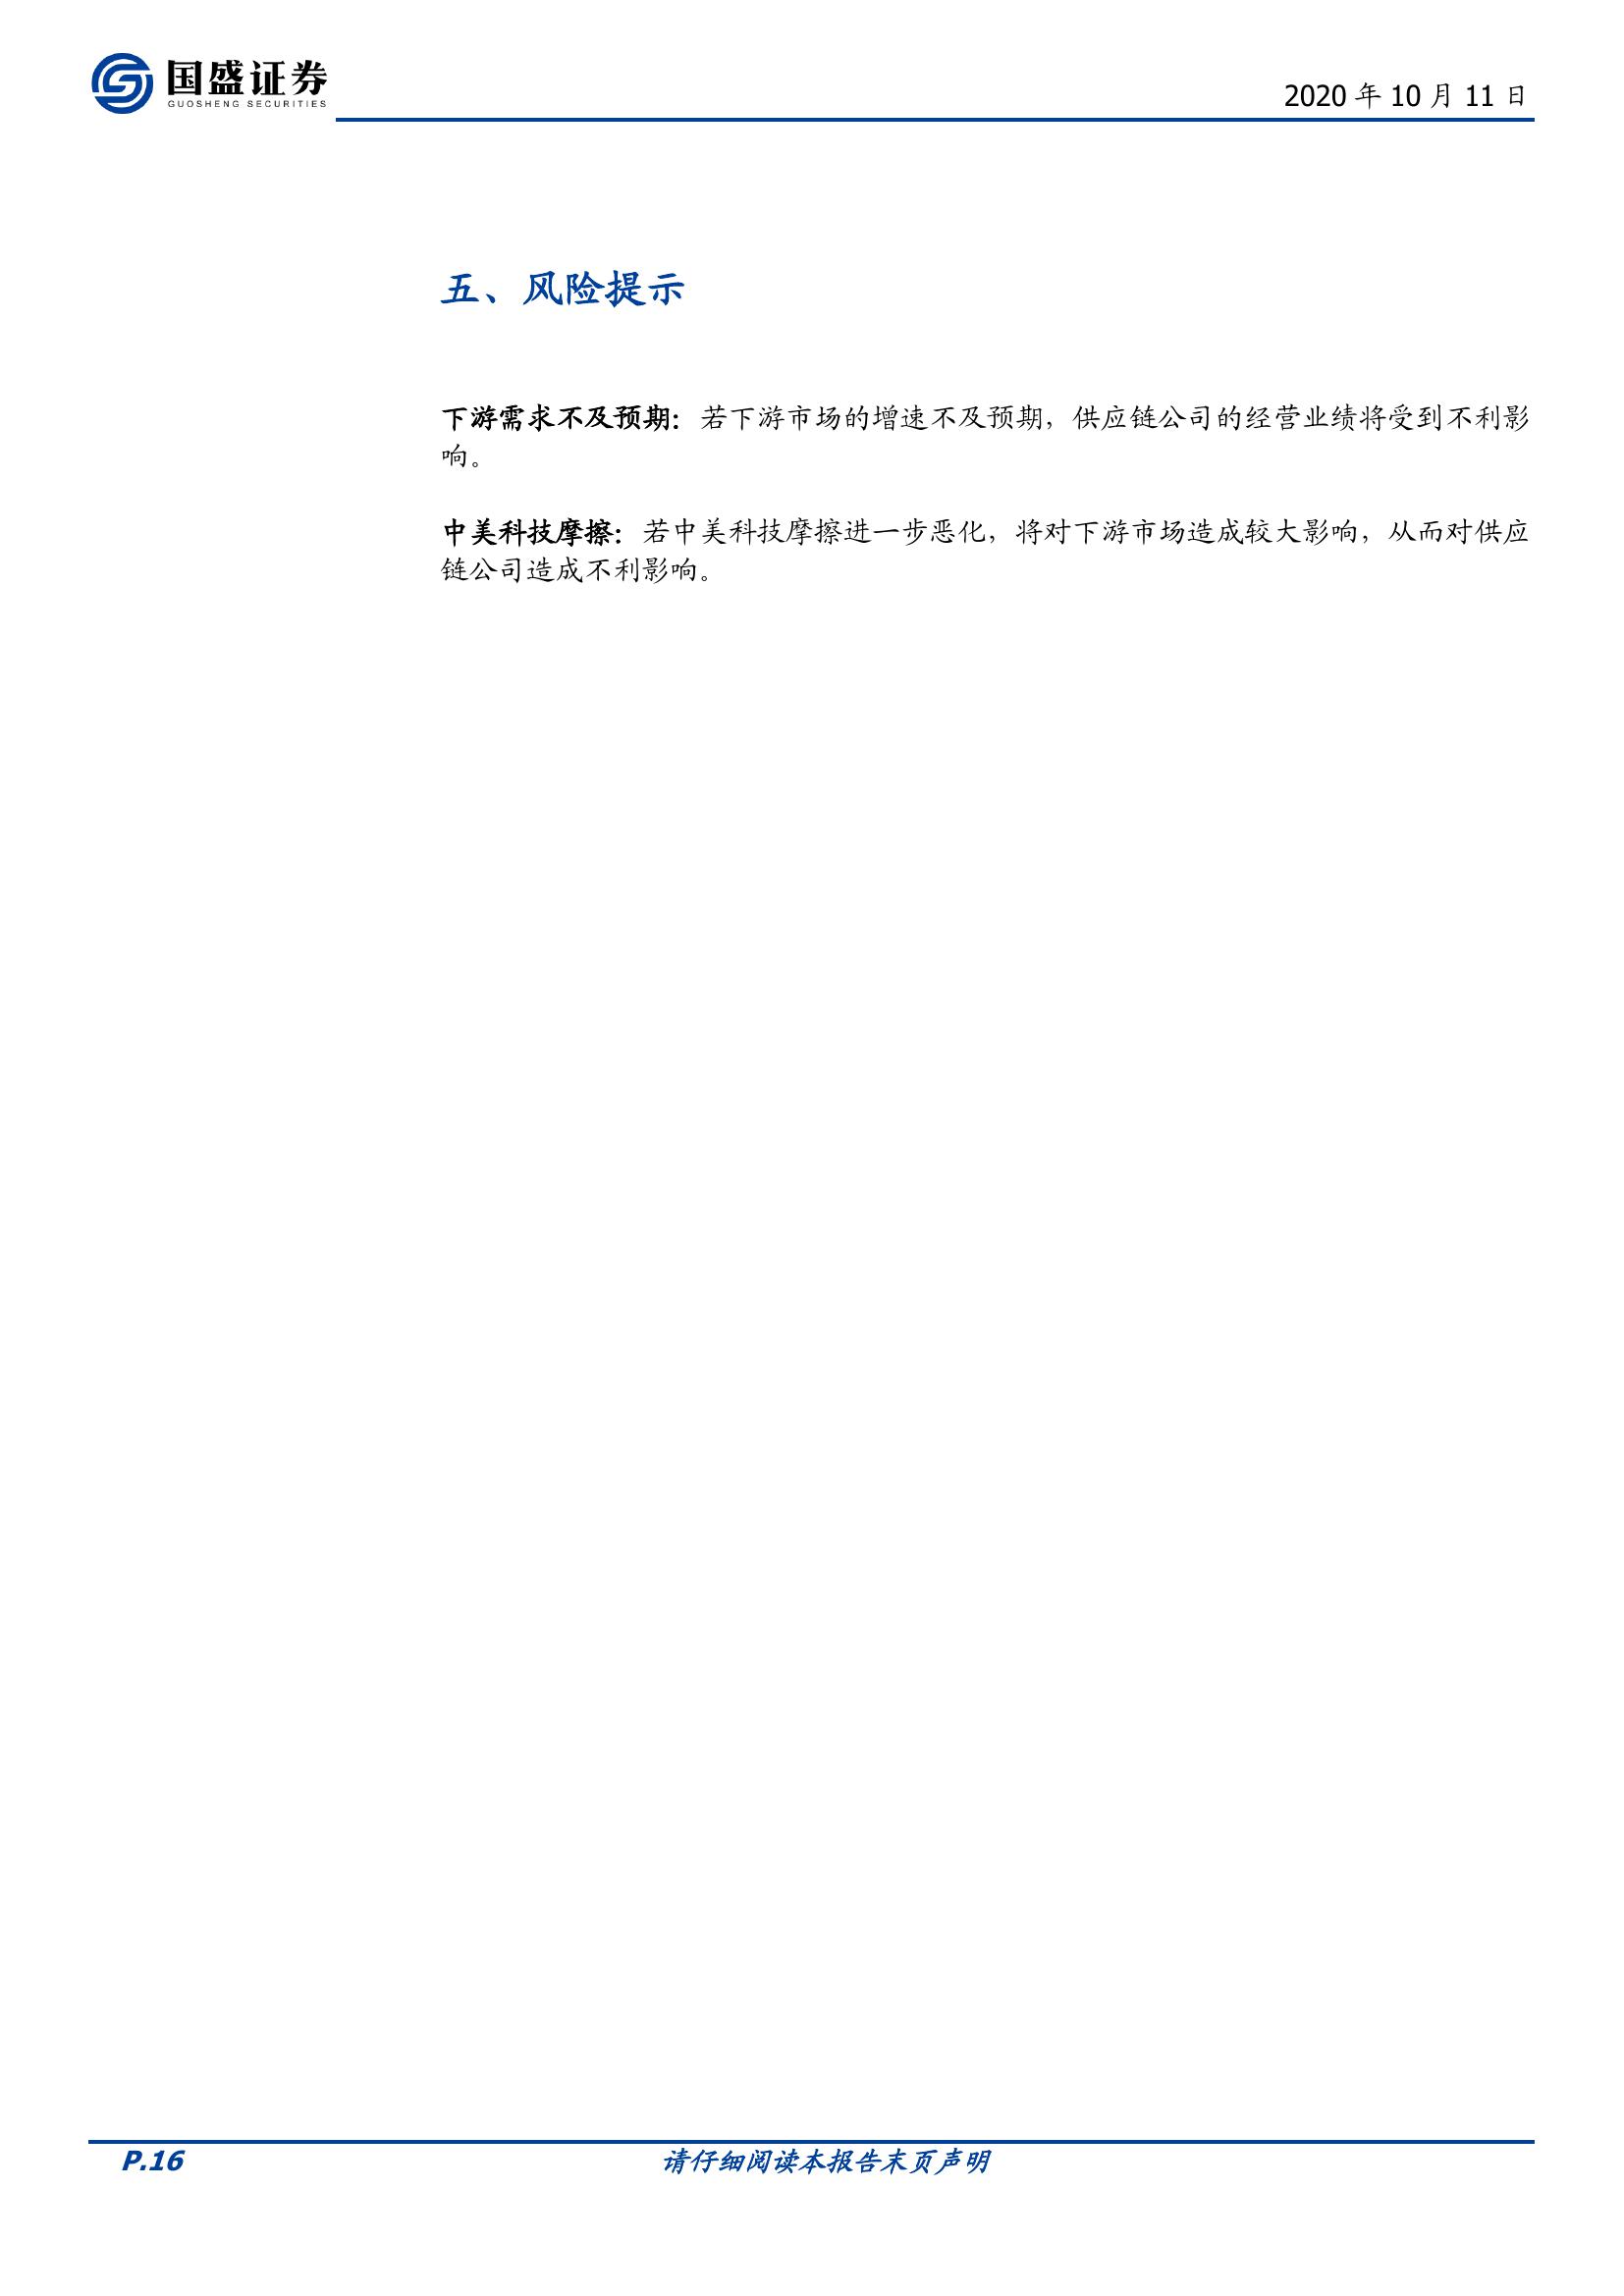 国盛证券
GUOSHENG SECURITIES
2020 年 10 月 11 日
五、风险提示
下游需求不及预期：若下游市场的增速不及预期，供应链公司的经营业绩将受到不利影
响。
中美科技摩擦：若中美科技摩擦进一步恶化，将对下游市场造成较大影响，从而对供应
链公司造成不利影响。
P.16
请仔细阅读本报告末页声明